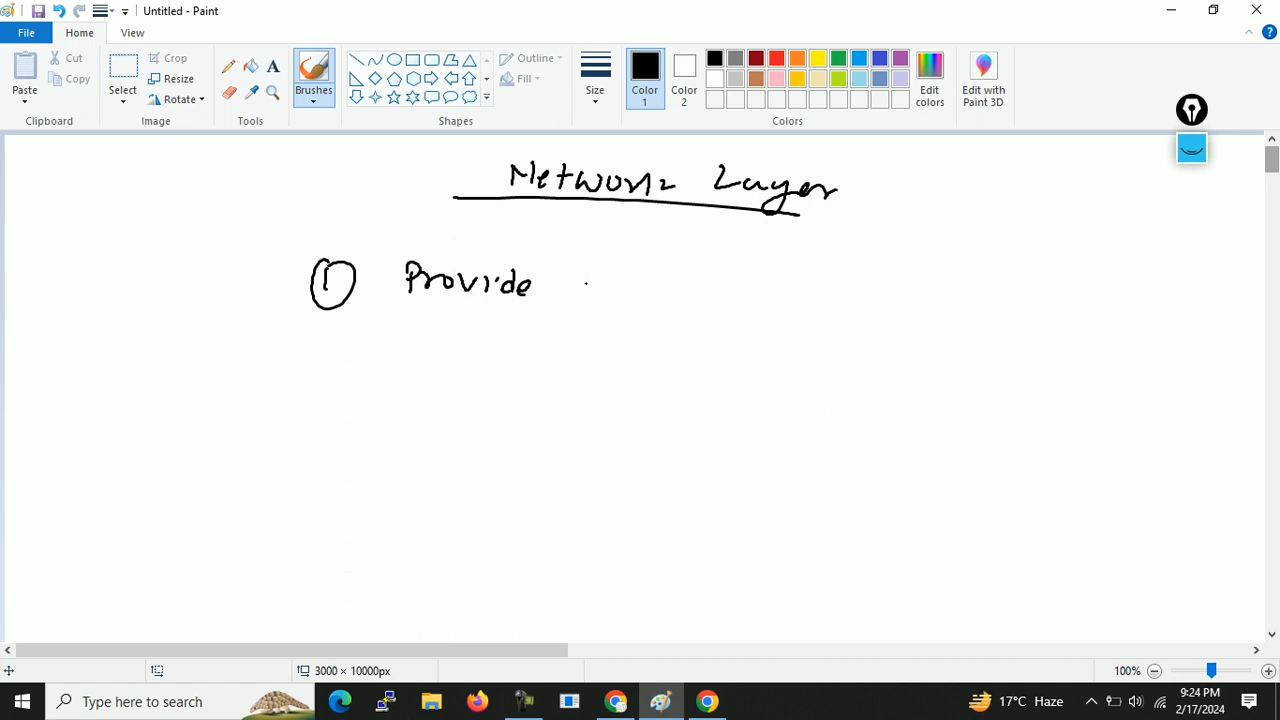 Untitled - Paint
File Home View
Paste
Cut
Copy
Clipboard
Select
Crop
Resize
Rotate
Image
Tools
Brushes
Shapes
Outline
Fill
Size
Color 1
Color 2
Edit colors
Colors
Edit with Paint 3D
Network Layer
① Provide
3000 × 10000px
100%
Type here to search
17°C Haze
9:24 PM
2/17/2024